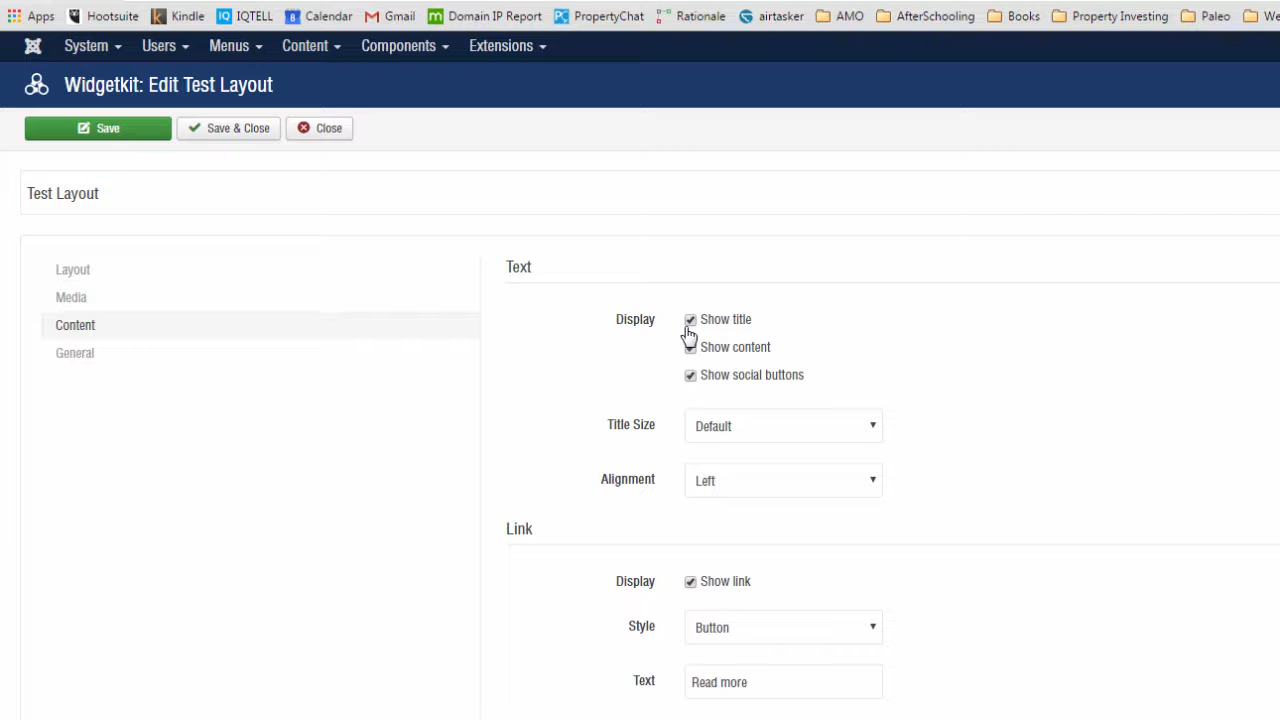 Apps Hootsuite Kindle IQTELL Calendar Gmail Domain IP Report PropertyChat Rationale airtasker AMO AfterSchooling Books Property Investing Paleo We
System Users Menus Content Components Extensions
Widgetkit: Edit Test Layout
Save Save & Close Close
Test Layout
Layout
Media
Content
General
Text
Display Show title
Show content
Show social buttons
Title Size Default
Alignment Left
Link
Display Show link
Style Button
Text Read more